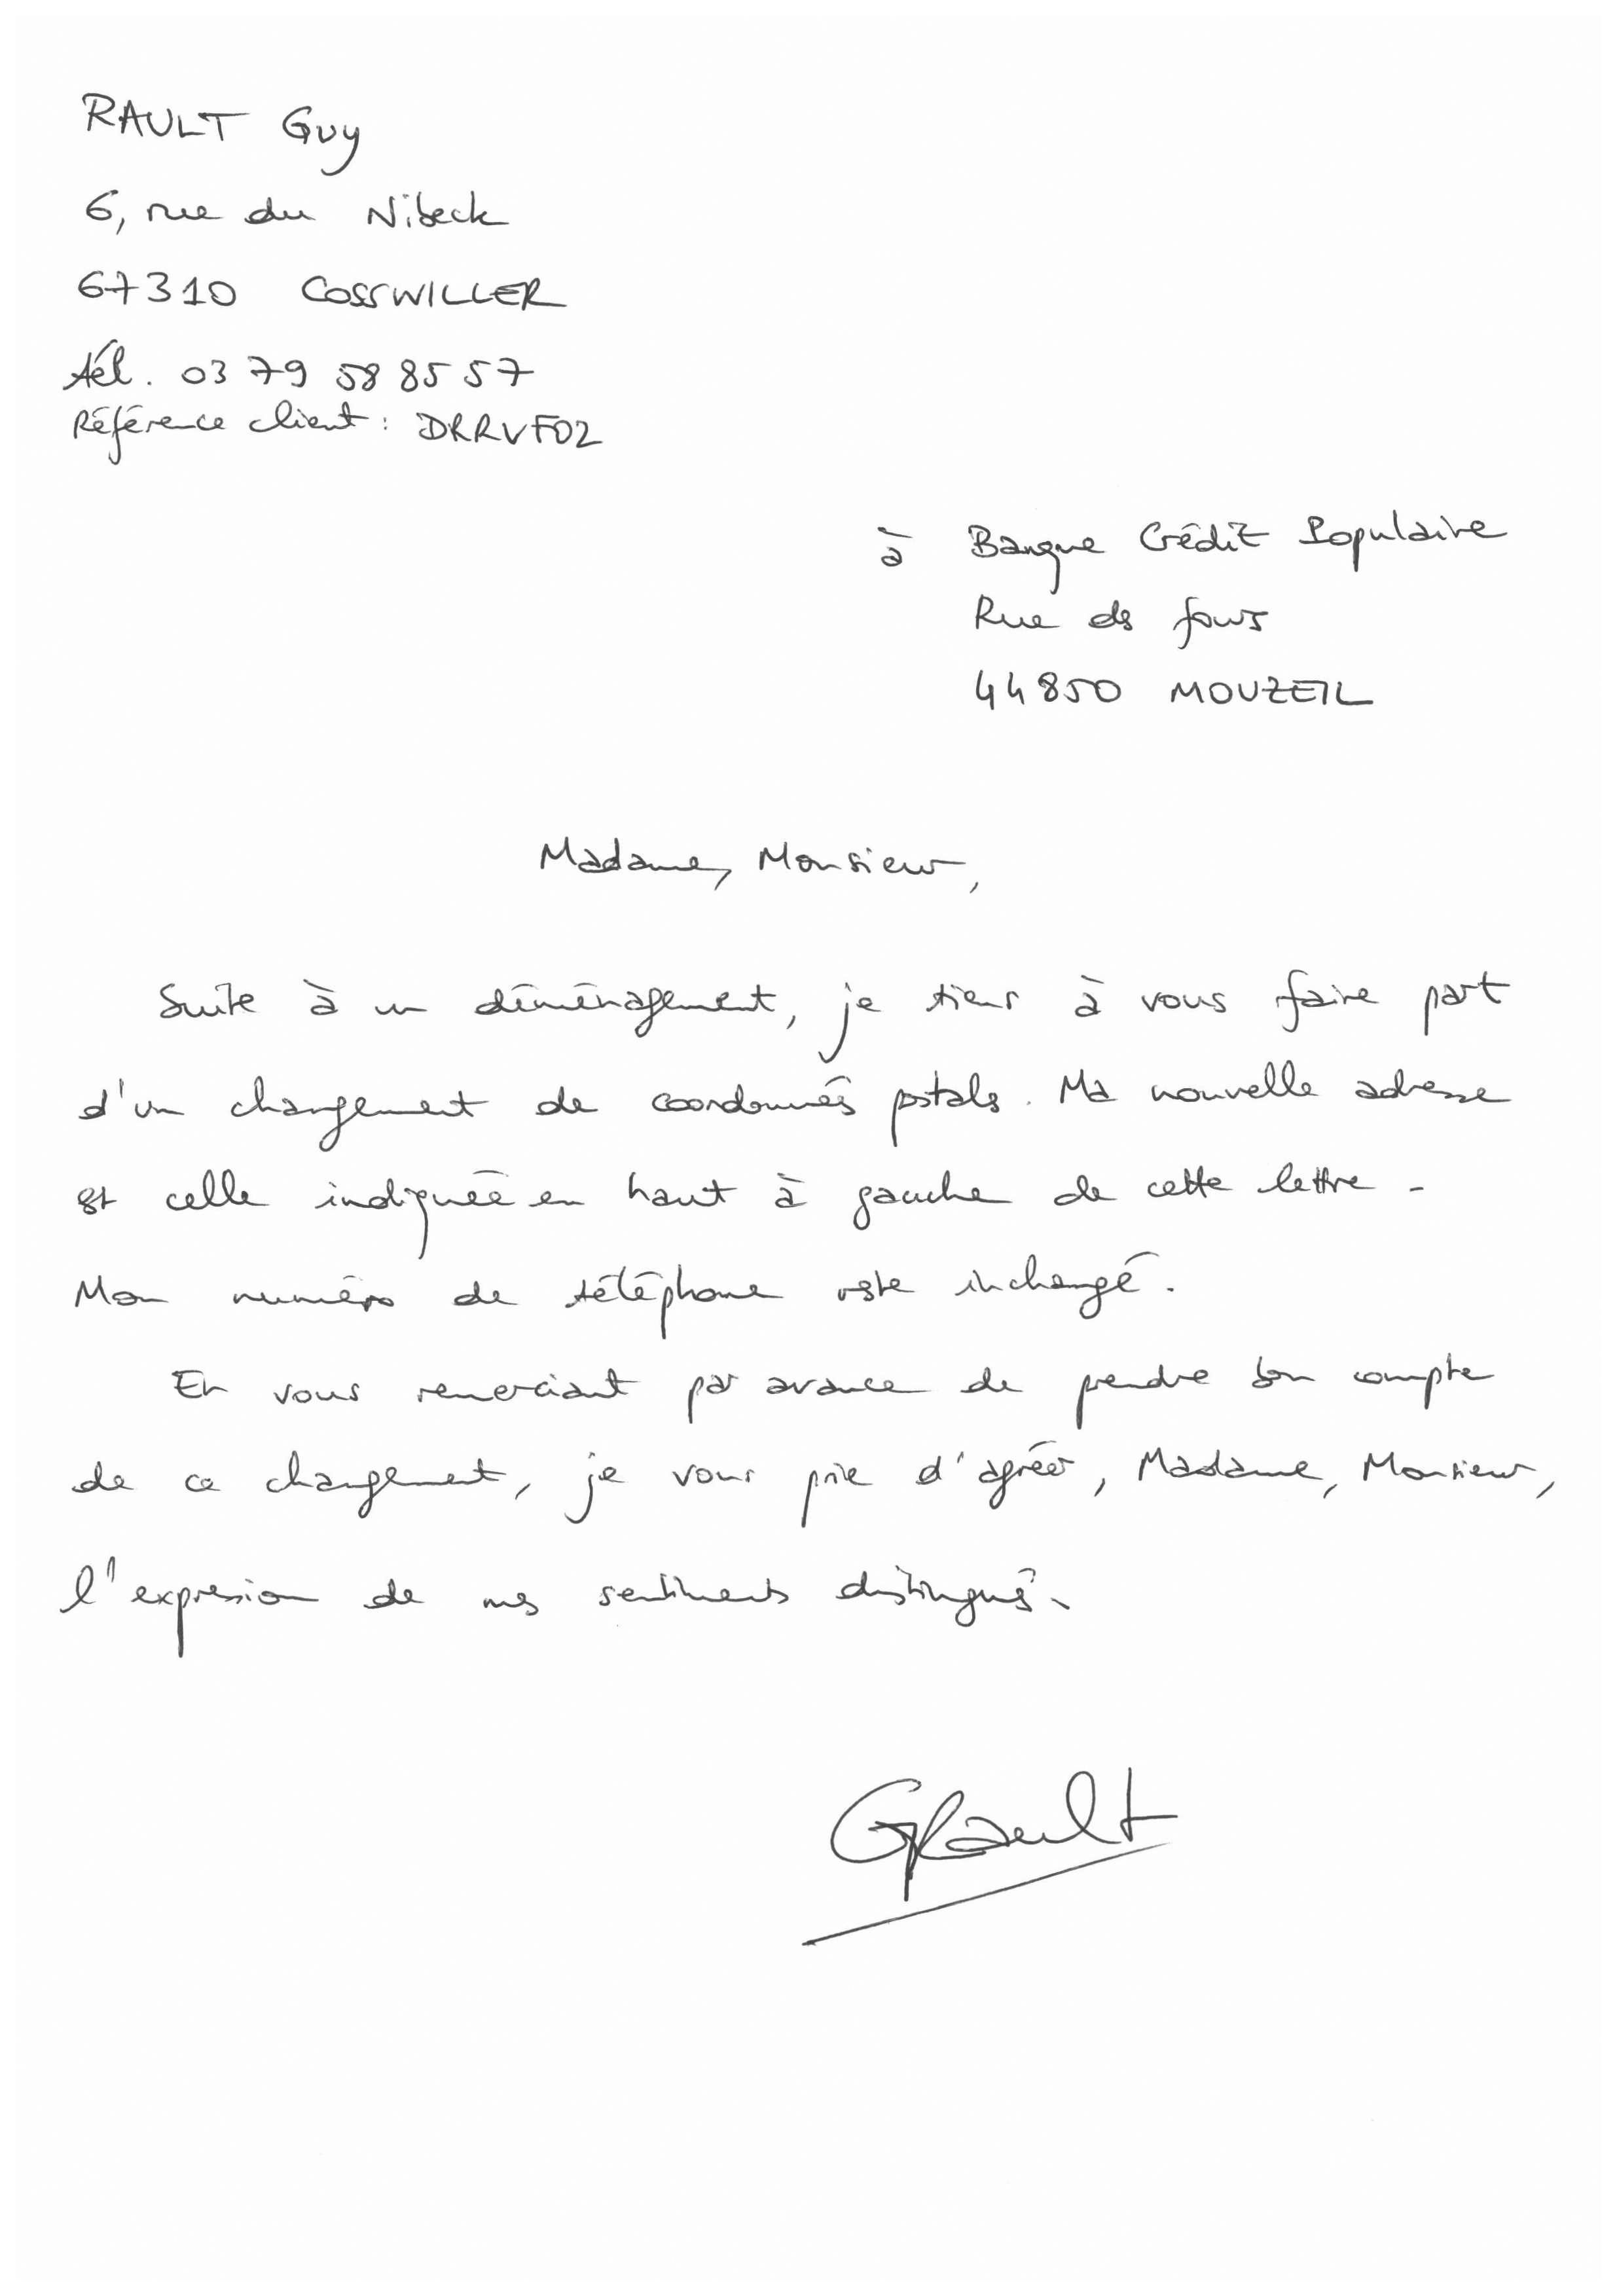 RAULT Guy
6, rue du Nibeck
67310 COSSWILLER
tél. 03 79 58 85 57
Référence client : DRRVF02
à Banque Crédit Populaire
Rue des fours
44850 MOUZEIL
Madame, Monsieur,
Suite à un déménagement, je tiens à vous faire part
d'un changement de coordonnées postales. Ma nouvelle adresse
est celle indiquée en haut à gauche de cette lettre.
Mon numéro de téléphone reste inchangé.
En vous remerciant par avance de prendre bon compte
de ce changement, je vous prie d'agréer, Madame, Monsieur,
l'expression de mes sentiments distingués.
GRault